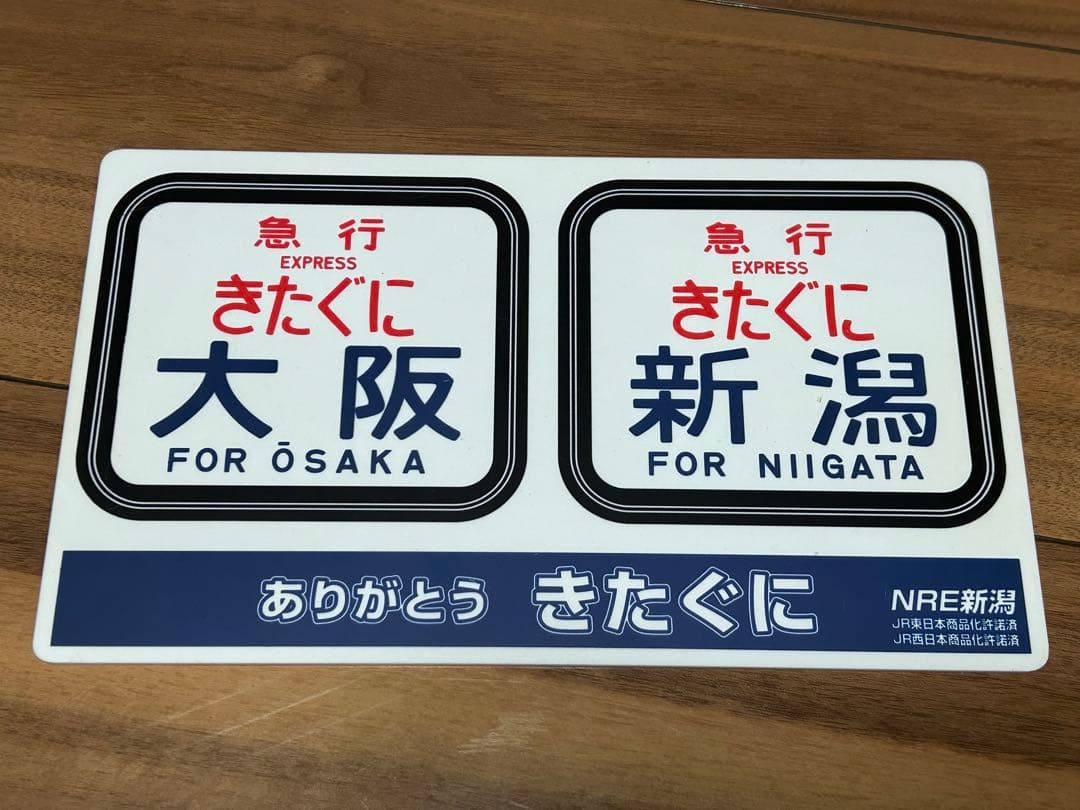 急行
EXPRESS
きたぐに
大阪
FOR ŌSAKA
急行
EXPRESS
きたぐに
新潟
FOR NIIGATA
ありがとう きたぐに
NRE新潟
JR東日本商品化許諾済
JR西日本商品化許諾済